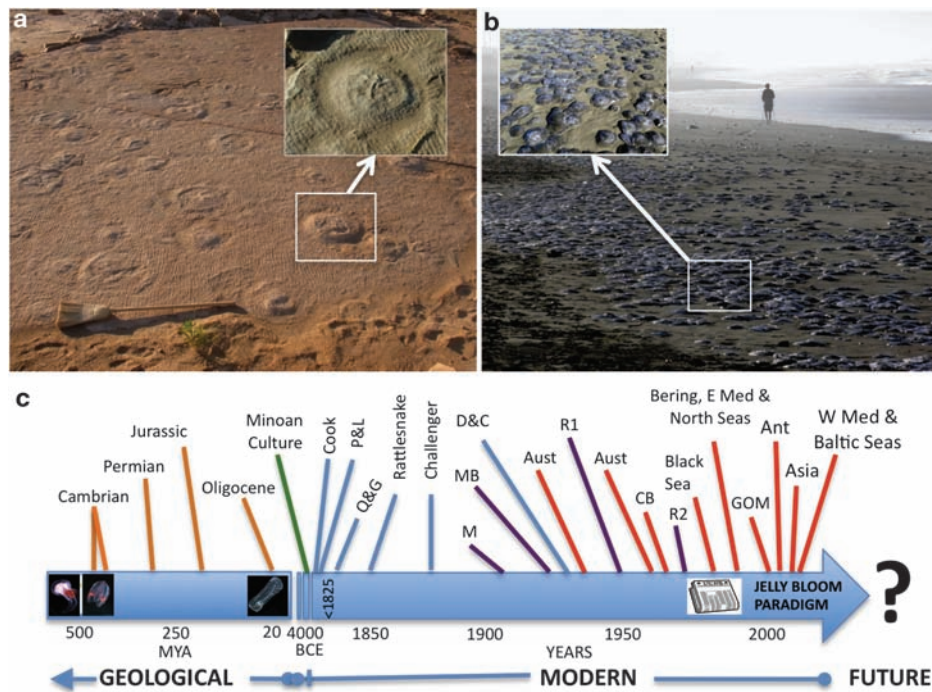 a
b
c
Minoan
Culture
Jurassic
Permian
Cambrian
Oligocene
Cook
P&L
Q&G
Rattlesnake
Challenger
D&C
MB
M
Aust
R1
Aust
CB
Bering, E Med &
North Seas
Black
Sea
R2
GOM
Ant
Asia
W Med &
Baltic Seas
<1825
JELLY BLOOM
PARADIGM
?
500 250 20 4000 1850 1900 1950 2000
MYA BCE YEARS
GEOLOGICAL MODERN FUTURE